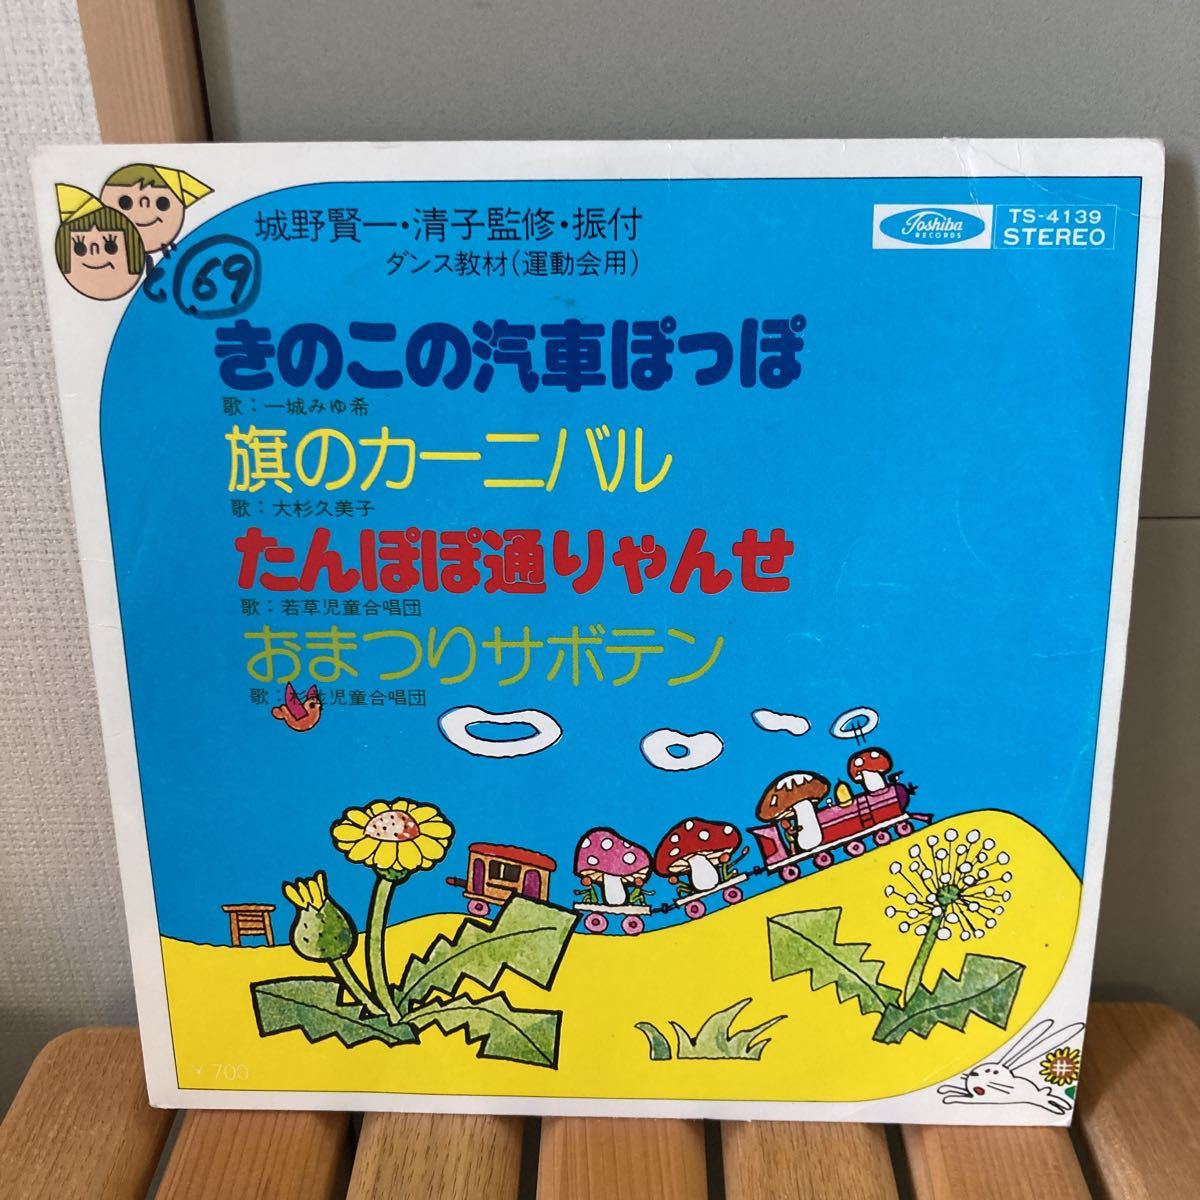 城野賢一・清子監修・振付
ダンス教材(運動会用)
Toshiba
RECORDS
TS-4139
STEREO
ど 69
きのこの汽車ぽっぽ
歌：一城みゆ希
旗のカーニバル
歌：大杉久美子
たんぽぽ通りゃんせ
歌：若草児童合唱団
おまつりサボテン
歌：杉並児童合唱団
¥700